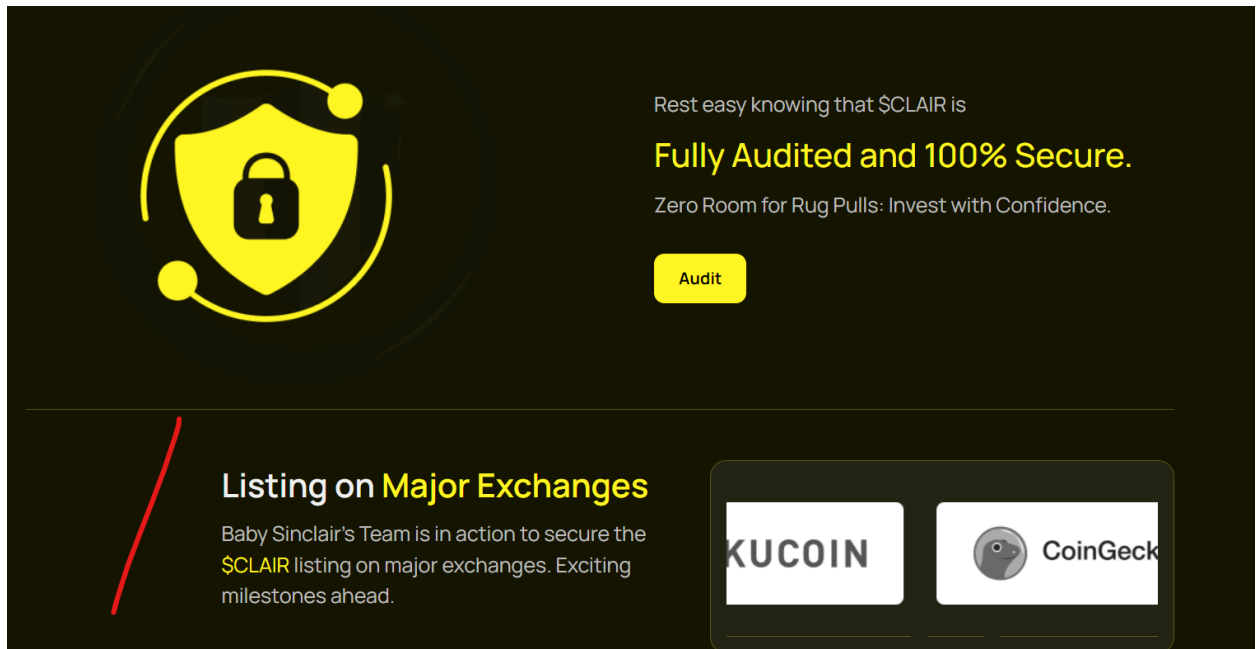 Rest easy knowing that $CLAIR is
Fully Audited and 100% Secure.
Zero Room for Rug Pulls: Invest with Confidence.
Audit
Listing on Major Exchanges
Baby Sinclair's Team is in action to secure the
$CLAIR listing on major exchanges. Exciting
milestones ahead.
KUCOIN
CoinGeck